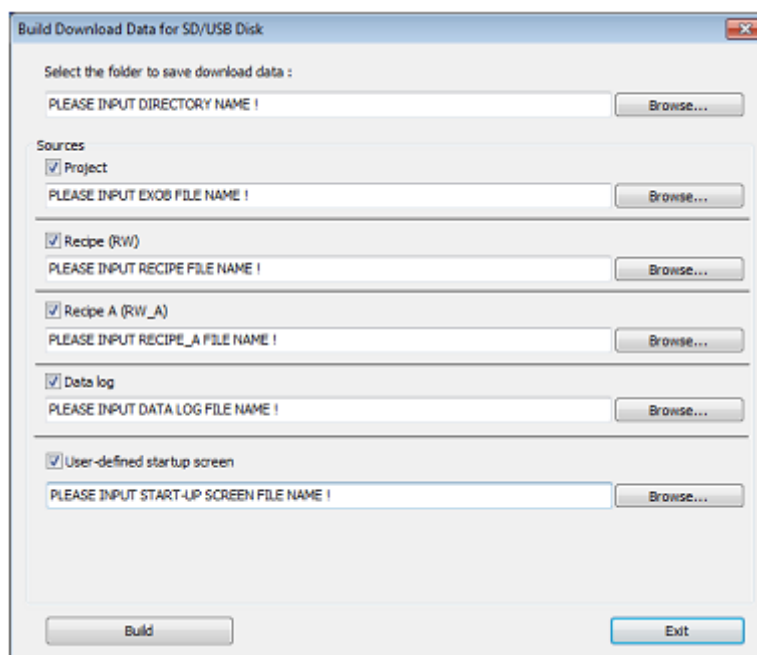 Build Download Data for SD/USB Disk
Select the folder to save download data :
PLEASE INPUT DIRECTORY NAME ! Browse...
Sources
Project
PLEASE INPUT EXOB FILE NAME ! Browse...
Recipe (RW)
PLEASE INPUT RECIPE FILE NAME ! Browse...
Recipe A (RW_A)
PLEASE INPUT RECIPE_A FILE NAME ! Browse...
Data log
PLEASE INPUT DATA LOG FILE NAME ! Browse...
User-defined startup screen
PLEASE INPUT START-UP SCREEN FILE NAME ! Browse...
Build Exit